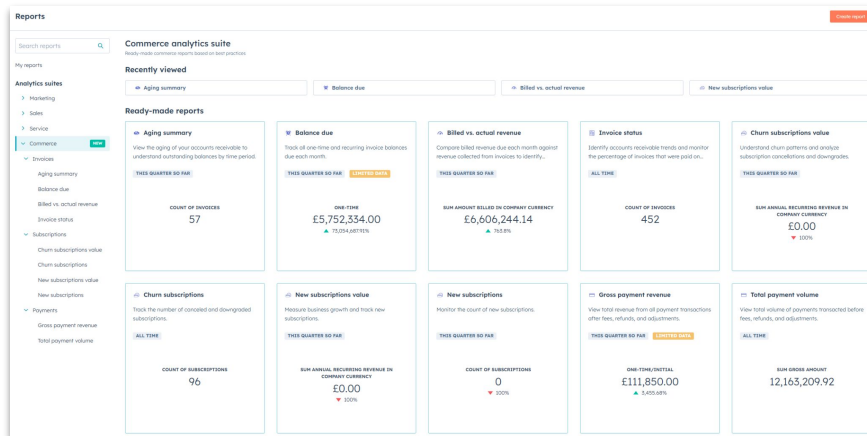 Reports
Create report
Search reports
My reports
Analytics suites
Marketing
Sales
Service
Commerce NEW
Invoices
Aging summary
Balance due
Billed vs. actual revenue
Invoice status
Subscriptions
Churn subscriptions value
Churn subscriptions
New subscriptions value
New subscriptions
Payments
Gross payment revenue
Total payment volume
Commerce analytics suite
Ready-made commerce reports based on best practices
Recently viewed
Aging summary
Balance due
Billed vs. actual revenue
New subscriptions value
Ready-made reports
Aging summary
View the aging of your accounts receivable to
understand outstanding balances by time period.
THIS QUARTER SO FAR
COUNT OF INVOICES
57
Balance due
Track all one-time and recurring invoice balances
due each month.
THIS QUARTER SO FAR LIMITED DATA
ONE-TIME
£5,752,334.00
73,034,687.91%
Billed vs. actual revenue
Compare billed revenue due each month against
revenue collected from invoices to identify...
THIS QUARTER SO FAR
SUM AMOUNT BILLED IN COMPANY CURRENCY
£6,606,244.14
763.8%
Invoice status
Identify accounts receivable trends and monitor
the percentage of invoices that were paid on...
ALL TIME
COUNT OF INVOICES
452
Churn subscriptions value
Understand churn patterns and analyze
subscription cancellations and downgrades.
THIS QUARTER SO FAR
SUM ANNUAL RECURRING REVENUE IN
COMPANY CURRENCY
£0.00
100%
Churn subscriptions
Track the number of canceled and downgraded
subscriptions.
ALL TIME
COUNT OF SUBSCRIPTIONS
96
New subscriptions value
Measure business growth and track new
subscriptions.
THIS QUARTER SO FAR
SUM ANNUAL RECURRING REVENUE IN
COMPANY CURRENCY
£0.00
100%
New subscriptions
Monitor the count of new subscriptions.
THIS QUARTER SO FAR
COUNT OF SUBSCRIPTIONS
0
100%
Gross payment revenue
View total revenue from all payment transactions
after fees, refunds, and adjustments.
THIS QUARTER SO FAR LIMITED DATA
ONE-TIME/INITIAL
£111,850.00
3,455.68%
Total payment volume
View total volume of payments transacted before
fees, refunds, and adjustments.
ALL TIME
SUM GROSS AMOUNT
12,163,209.92